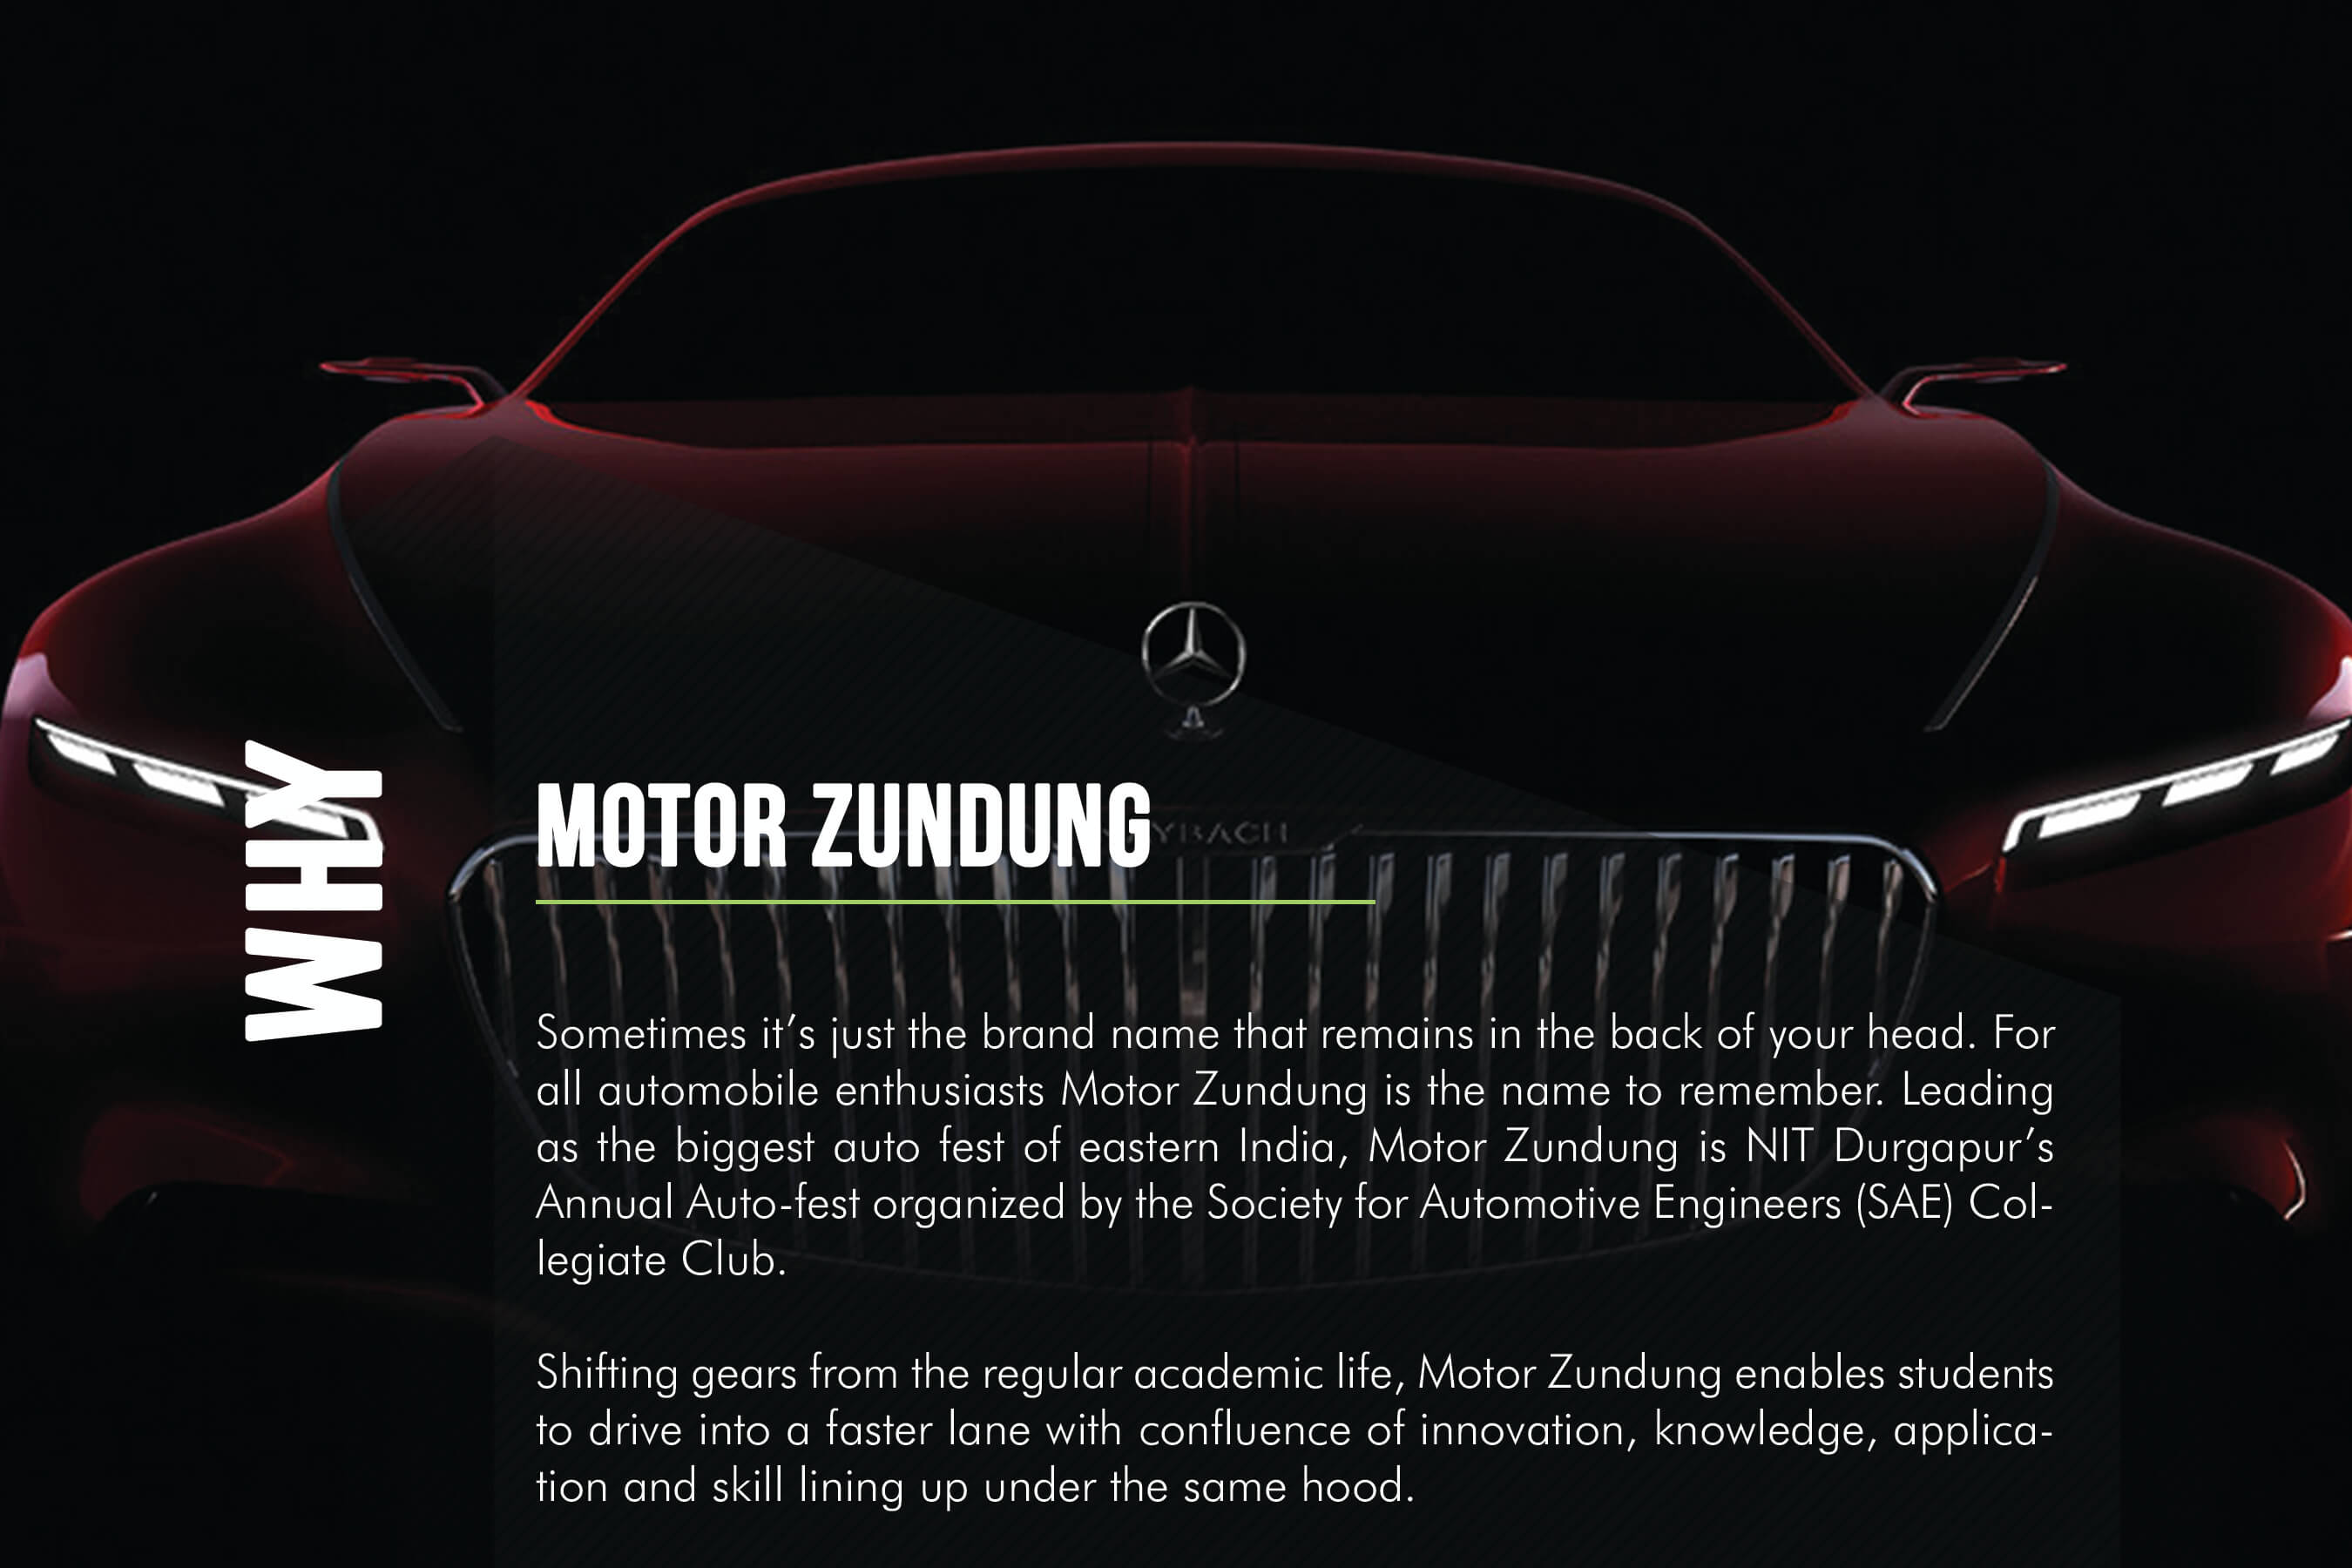 WHY
MOTOR ZUNDUNG
Sometimes it’s just the brand name that remains in the back of your head. For
all automobile enthusiasts Motor Zundung is the name to remember. Leading
as the biggest auto fest of eastern India, Motor Zundung is NIT Durgapur’s
Annual Auto-fest organized by the Society for Automotive Engineers (SAE) Col-
legiate Club.
Shifting gears from the regular academic life, Motor Zundung enables students
to drive into a faster lane with confluence of innovation, knowledge, applica-
tion and skill lining up under the same hood.